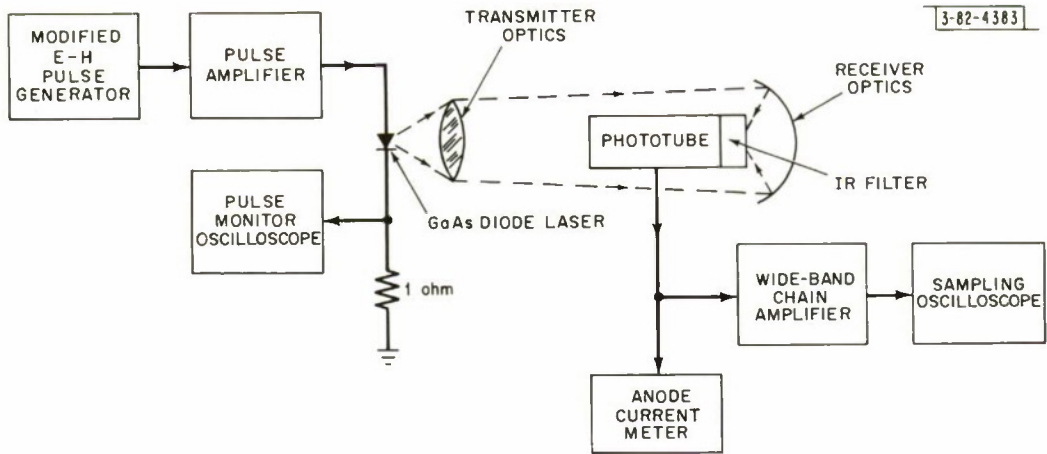 MODIFIED
E-H
PULSE
GENERATOR
PULSE
AMPLIFIER
TRANSMITTER
OPTICS
3-82-4383
RECEIVER
OPTICS
PHOTOTUBE
IR FILTER
PULSE
MONITOR
OSCILLOSCOPE
GaAs DIODE LASER
1 ohm
WIDE-BAND
CHAIN
AMPLIFIER
SAMPLING
OSCILLOSCOPE
ANODE
CURRENT
METER